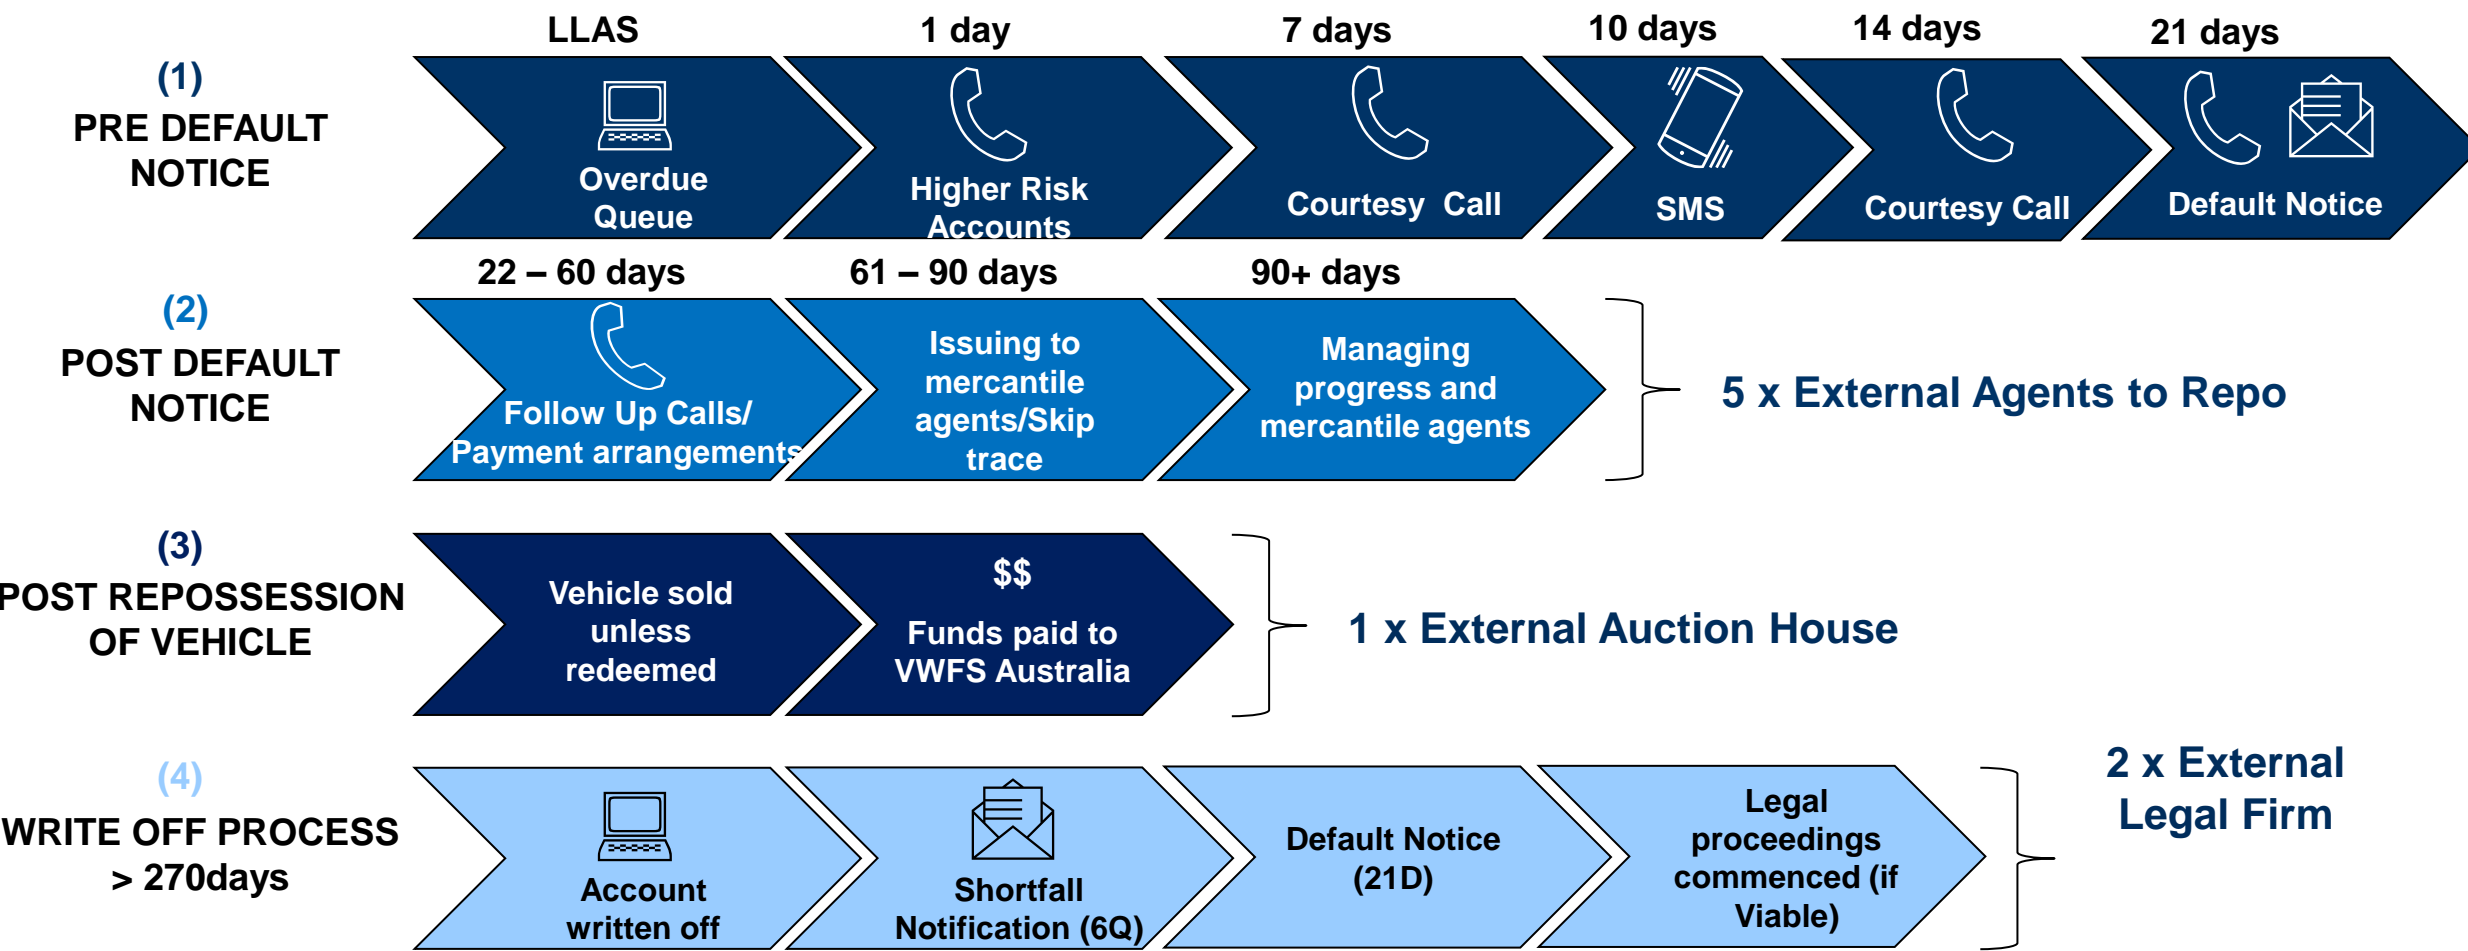 LLAS
1 day
7 days
10 days
14 days
21 days
(1)
PRE DEFAULT
NOTICE
Overdue
Queue
Higher Risk
Accounts
Courtesy Call
SMS
Courtesy Call
Default Notice
22 – 60 days
61 – 90 days
90+ days
(2)
POST DEFAULT
NOTICE
Follow Up Calls/
Payment arrangements
Issuing to
mercantile
agents/Skip
trace
Managing
progress and
mercantile agents
5 x External Agents to Repo
(3)
POST REPOSSESSION
OF VEHICLE
Vehicle sold
unless
redeemed
$$
Funds paid to
VWFS Australia
1 x External Auction House
(4)
WRITE OFF PROCESS
> 270days
Account
written off
Shortfall
Notification (6Q)
Default Notice
(21D)
Legal
proceedings
commenced (if
Viable)
2 x External
Legal Firm